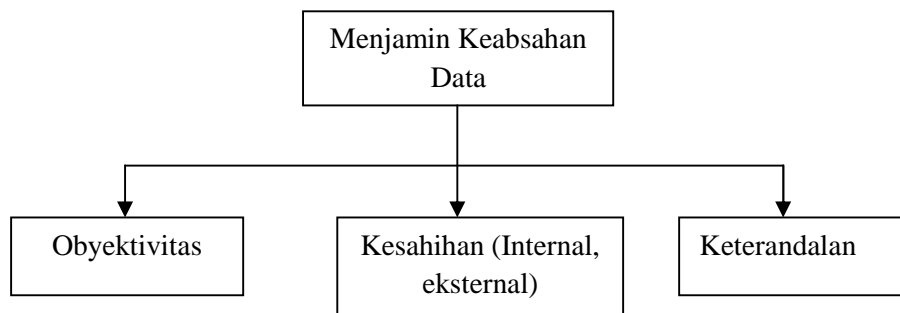 Menjamin Keabsahan
Data
Obyektivitas
Kesahihan (Internal,
eksternal)
Keterandalan